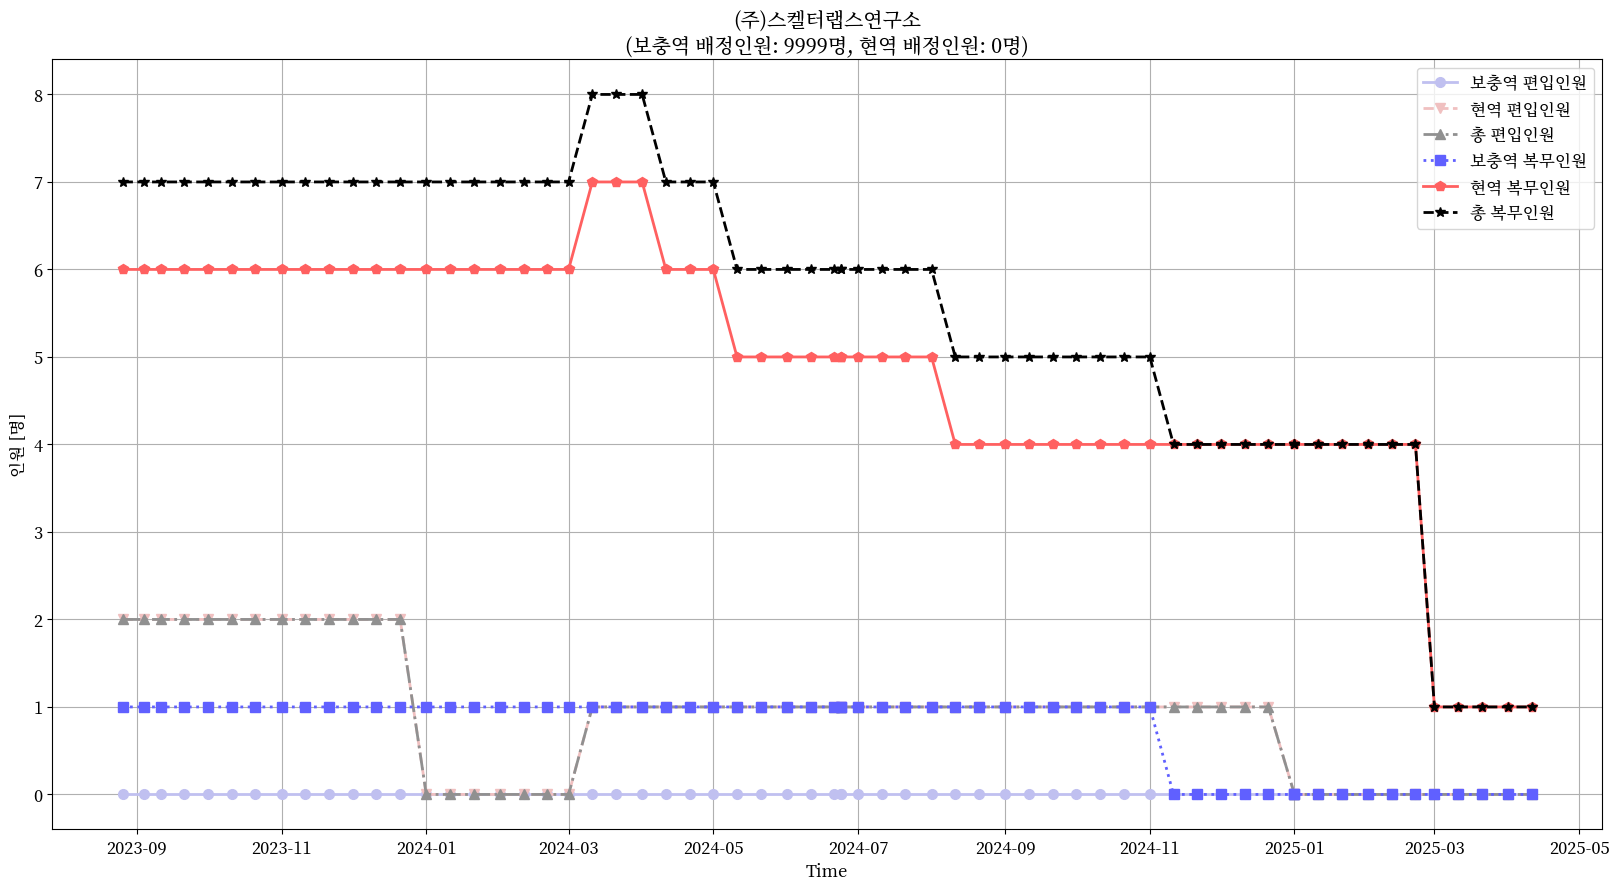 (주)스켈터랩스연구소
(보충역 배정인원: 9999명, 현역 배정인원: 0명)
보충역 편입인원
현역 편입인원
총 편입인원
보충역 복무인원
현역 복무인원
총 복무인원
인원 [명]
8
7
6
5
4
3
2
1
0
2023-09 2023-11 2024-01 2024-03 2024-05 2024-07 2024-09 2024-11 2025-01 2025-03 2025-05
Time